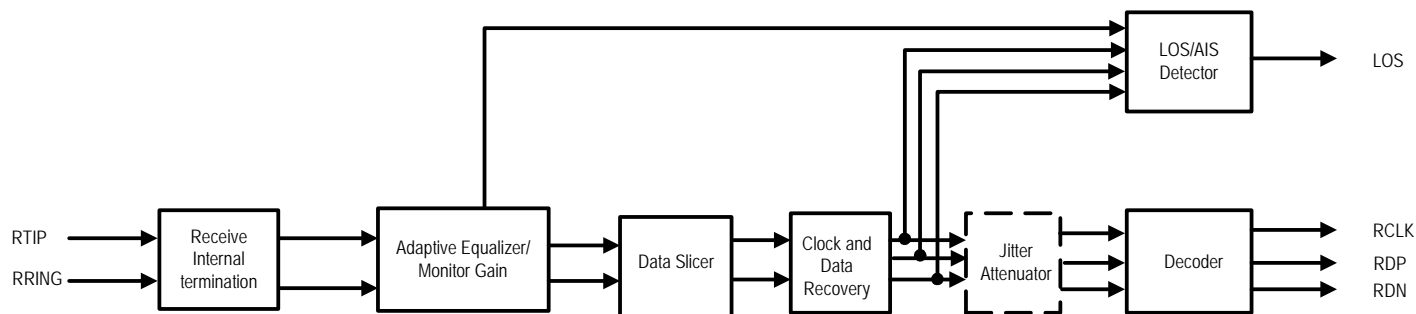 LOS/AIS
Detector
LOS
RTIP
RRING
Receive
Internal
termination
Adaptive Equalizer/
Monitor Gain
Data Slicer
Clock and
Data
Recovery
Jitter
Attenuator
Decoder
RCLK
RDP
RDN